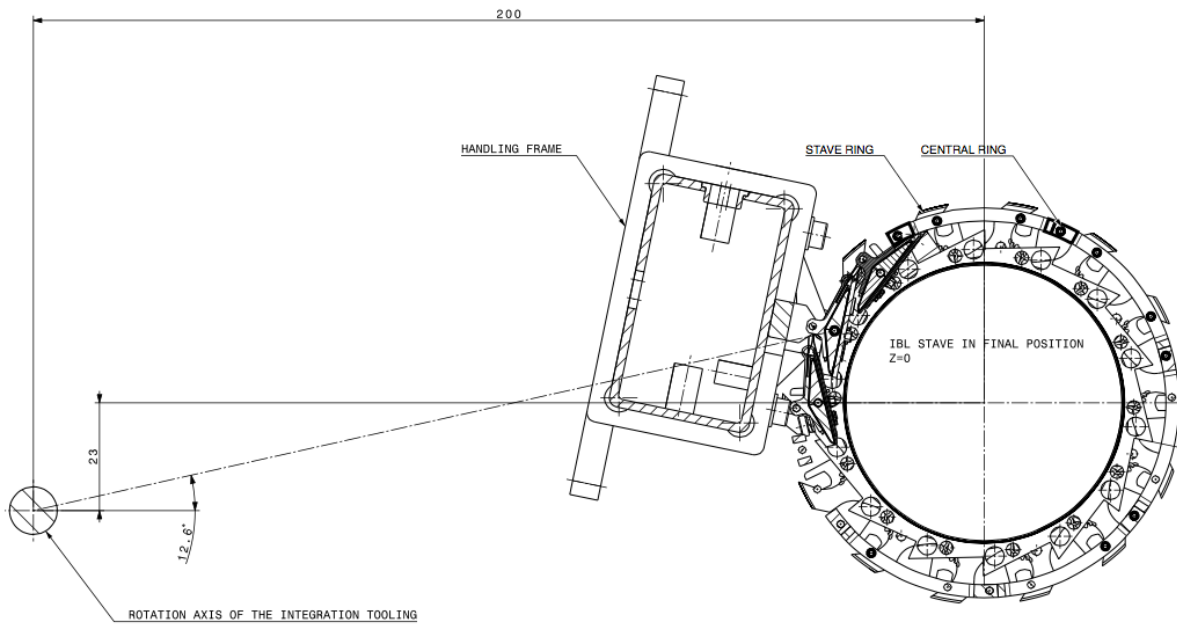 200
HANDLING FRAME
STAVE RING
CENTRAL RING
IBL STAVE IN FINAL POSITION
Z=0
23
12.6°
ROTATION AXIS OF THE INTEGRATION TOOLING